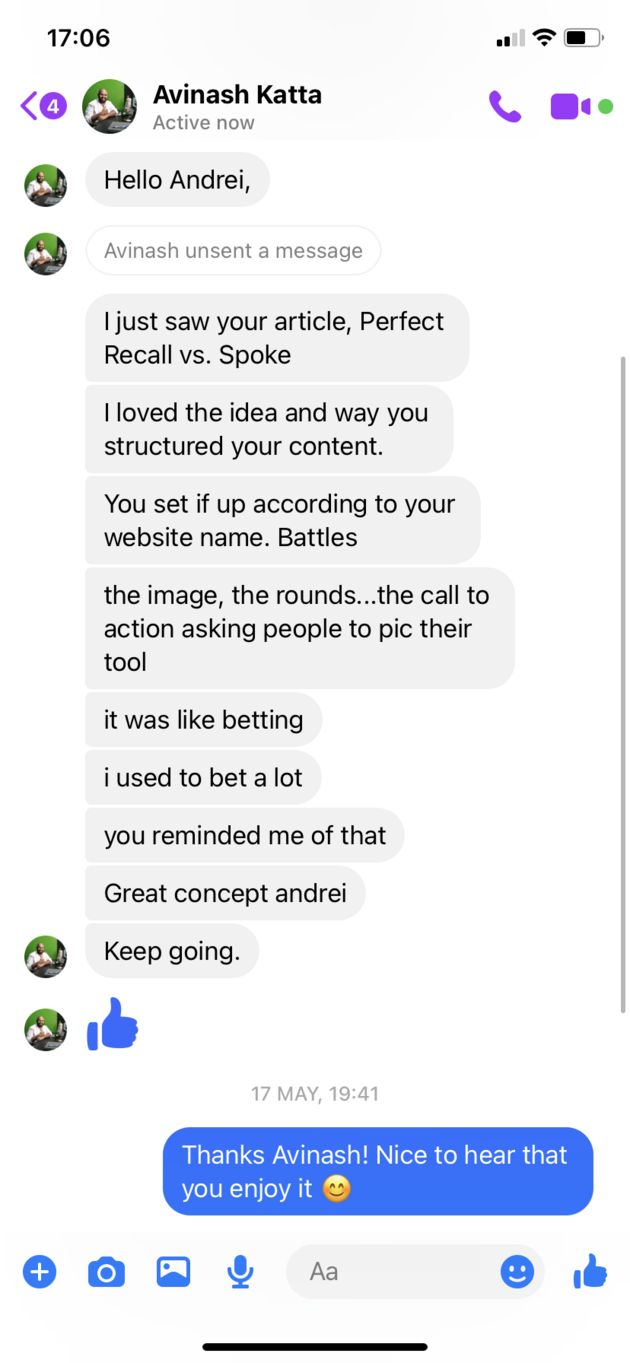 17:06
4
Avinash Katta
Active now
Hello Andrei,
Avinash unsent a message
I just saw your article, Perfect
Recall vs. Spoke
I loved the idea and way you
structured your content.
You set if up according to your
website name. Battles
the image, the rounds...the call to
action asking people to pic their
tool
it was like betting
i used to bet a lot
you reminded me of that
Great concept andrei
Keep going.
17 MAY, 19:41
Thanks Avinash! Nice to hear that
you enjoy it 😊
Aa